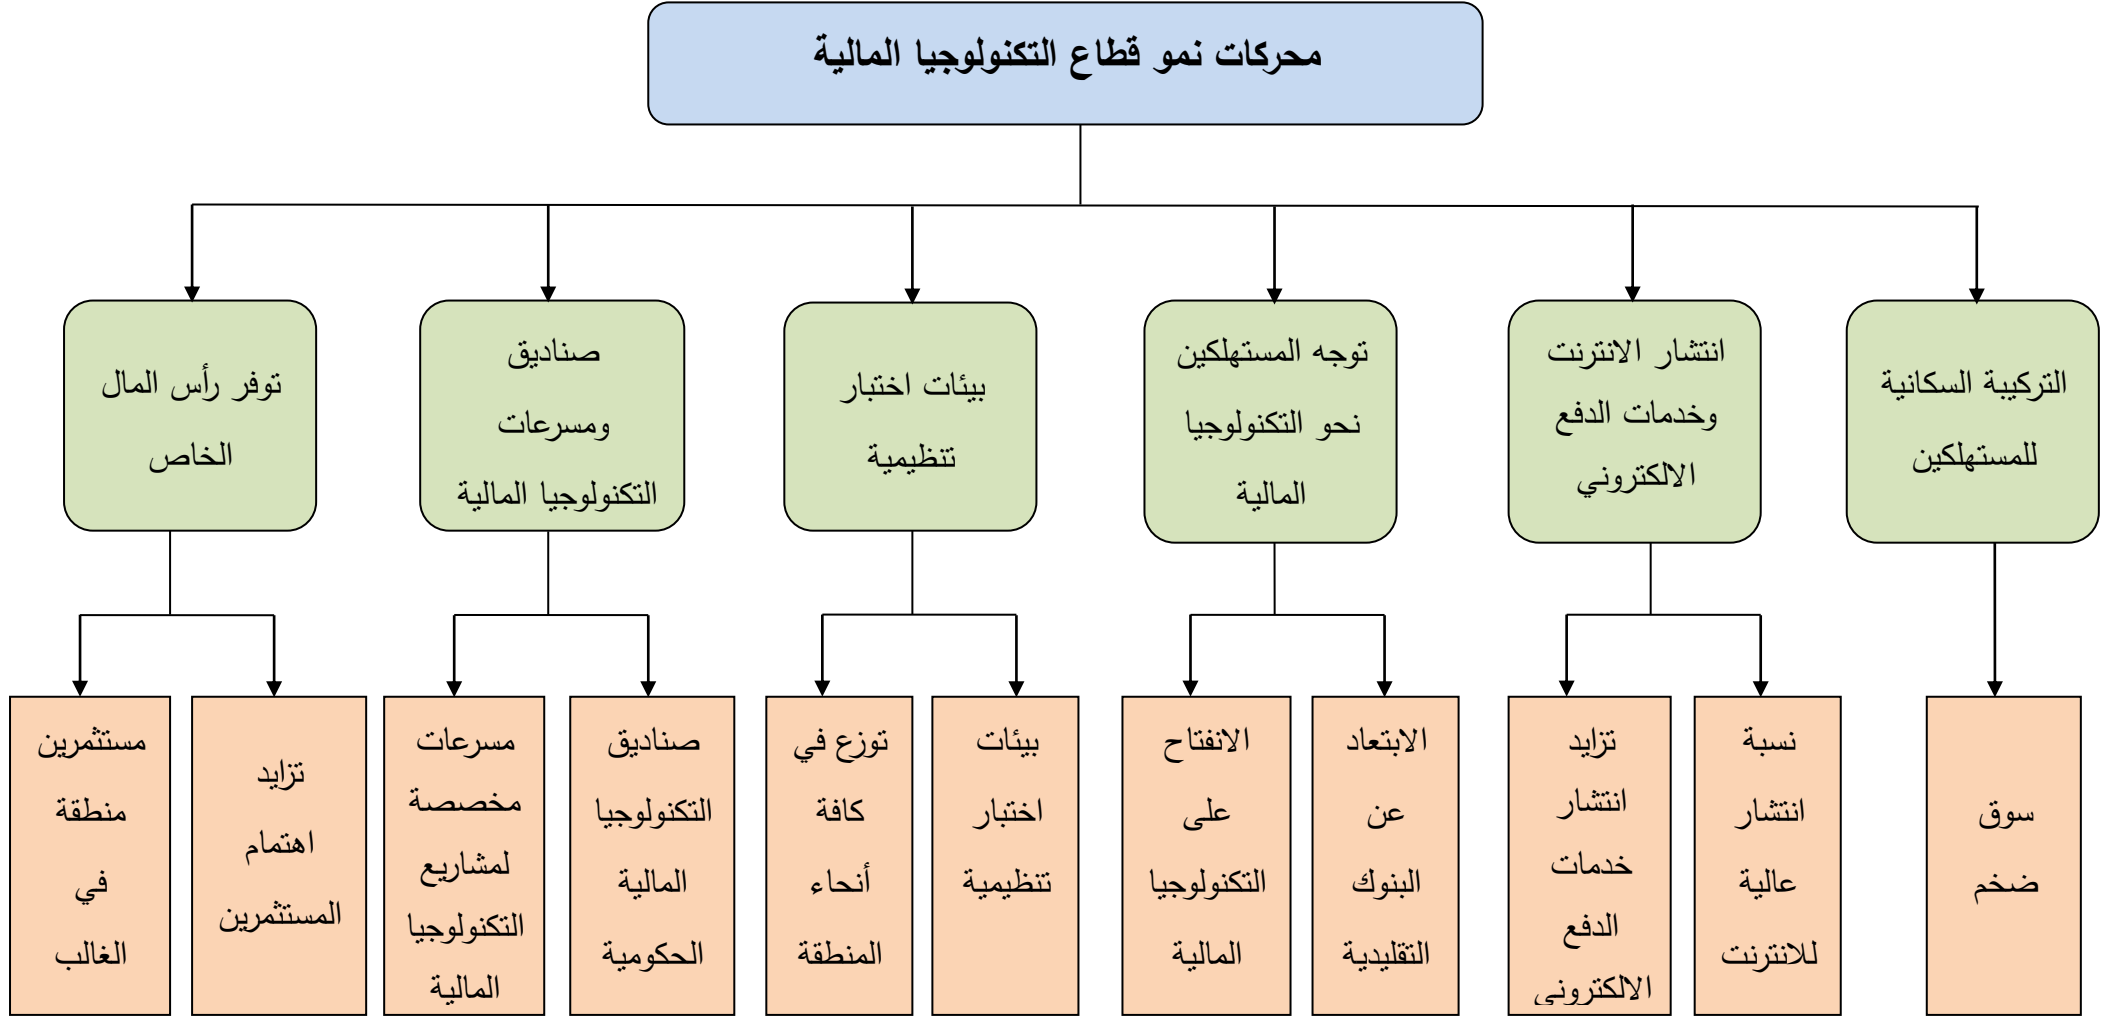 محركات نمو قطاع التكنولوجيا المالية
التركيبة السكانية
للمستهلكين
انتشار الانترنت
وخدمات الدفع
الالكتروني
توجه المستهلكين
نحو التكنولوجيا
المالية
بيئات اختبار
تنظيمية
صناديق
ومسرعات
التكنولوجيا المالية
توفر رأس المال
الخاص
سوق
ضخم
نسبة
انتشار
عالية
للانترنت
تزايد
انتشار
خدمات
الدفع
الالكتروني
الابتعاد
عن
البنوك
التقليدية
الانفتاح
على
التكنولوجيا
المالية
بيئات
اختبار
تنظيمية
توزع في
كافة
أنحاء
المنطقة
صناديق
التكنولوجيا
المالية
الحكومية
مسرعات
مخصصة
لمشاريع
التكنولوجيا
المالية
تزايد
اهتمام
المستثمرين
مستثمرين
منطقة
في
الغالب